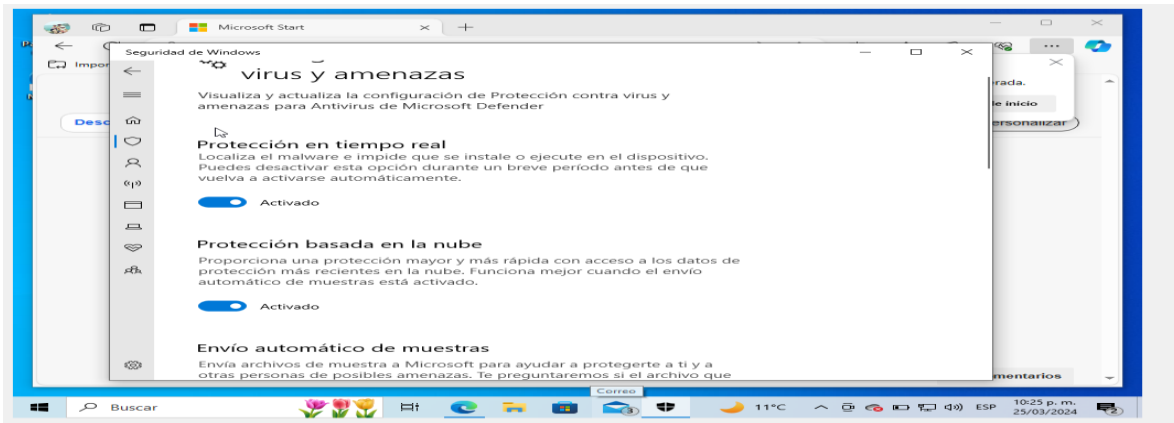 Microsoft Start
Seguridad de Windows
Impor
virus y amenazas
Visualiza y actualiza la configuración de Protección contra virus y
amenazas para Antivirus de Microsoft Defender
rada.
e inicio
Desc
ersonalizar
Protección en tiempo real
Localiza el malware e impide que se instale o ejecute en el dispositivo.
Puedes desactivar esta opción durante un breve período antes de que
vuelva a activarse automáticamente.
Activado
Protección basada en la nube
Proporciona una protección mayor y más rápida con acceso a los datos de
protección más recientes en la nube. Funciona mejor cuando el envío
automático de muestras está activado.
Activado
Envío automático de muestras
Envía archivos de muestra a Microsoft para ayudar a protegerte a ti y a
otras personas de posibles amenazas. Te preguntaremos si el archivo que
mentarios
Correo
Buscar
11°C
ESP
10:25 p. m.
25/03/2024
2